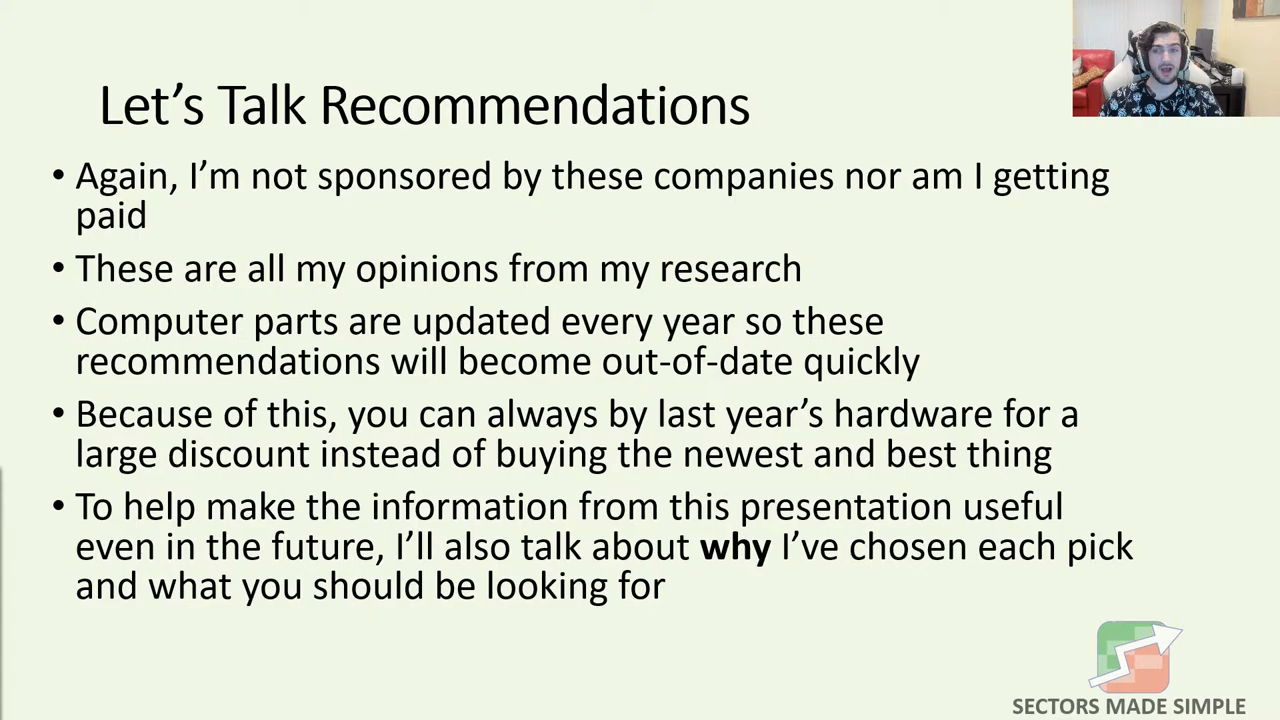 Let’s Talk Recommendations
• Again, I’m not sponsored by these companies nor am I getting
paid
• These are all my opinions from my research
• Computer parts are updated every year so these
recommendations will become out-of-date quickly
• Because of this, you can always by last year’s hardware for a
large discount instead of buying the newest and best thing
• To help make the information from this presentation useful
even in the future, I’ll also talk about why I’ve chosen each pick
and what you should be looking for
SECTORS MADE SIMPLE